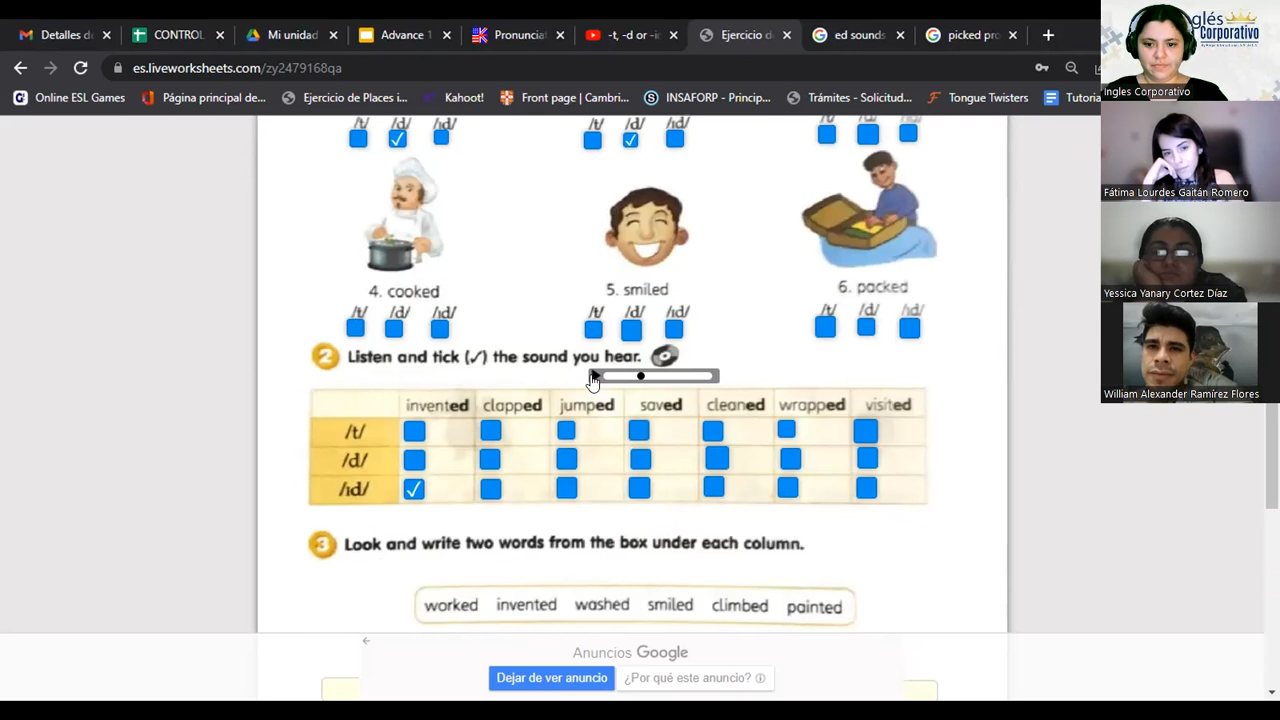 Detalles de
CONTROL
Mi unidad
Advance 1
Pronuncia
-t, -d or -i
Ejercicio d
ed sounds
picked pro
es.liveworksheets.com/zy2479168qa
Online ESL Games
Página principal de...
Ejercicio de Places i...
Kahoot!
Front page | Cambri...
INSAFORP - Princip...
Trámites - Solicitud...
Tongue Twisters
Tutoria
glés
Corporativo
Ingles Corporativo
Fátima Lourdes Gaitán Romero
Yessica Yanary Cortez Díaz
William Alexander Ramírez Flores
/t/ /d/ /ɪd/ /t/ /d/ /ɪd/ /t/ /d/ /ɪd/
4. cooked 5. smiled 6. packed
/t/ /d/ /ɪd/ /t/ /d/ /ɪd/ /t/ /d/ /ɪd/
2 Listen and tick (✓) the sound you hear.
invented clapped jumped saved cleaned wrapped visited
/t/
/d/
/ɪd/
3 Look and write two words from the box under each column.
worked invented washed smiled climbed painted
Anuncios Google
Dejar de ver anuncio
¿Por qué este anuncio?